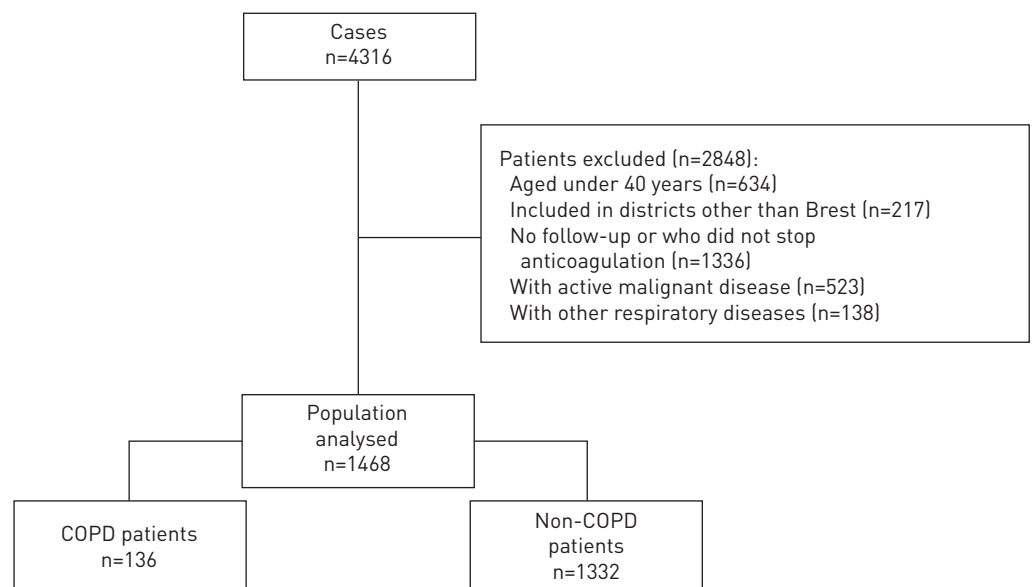 Cases
n=4316
Patients excluded (n=2848):
Aged under 40 years (n=634)
Included in districts other than Brest (n=217)
No follow-up or who did not stop
anticoagulation (n=1336)
With active malignant disease (n=523)
With other respiratory diseases (n=138)
Population
analysed
n=1468
COPD patients
n=136
Non-COPD
patients
n=1332